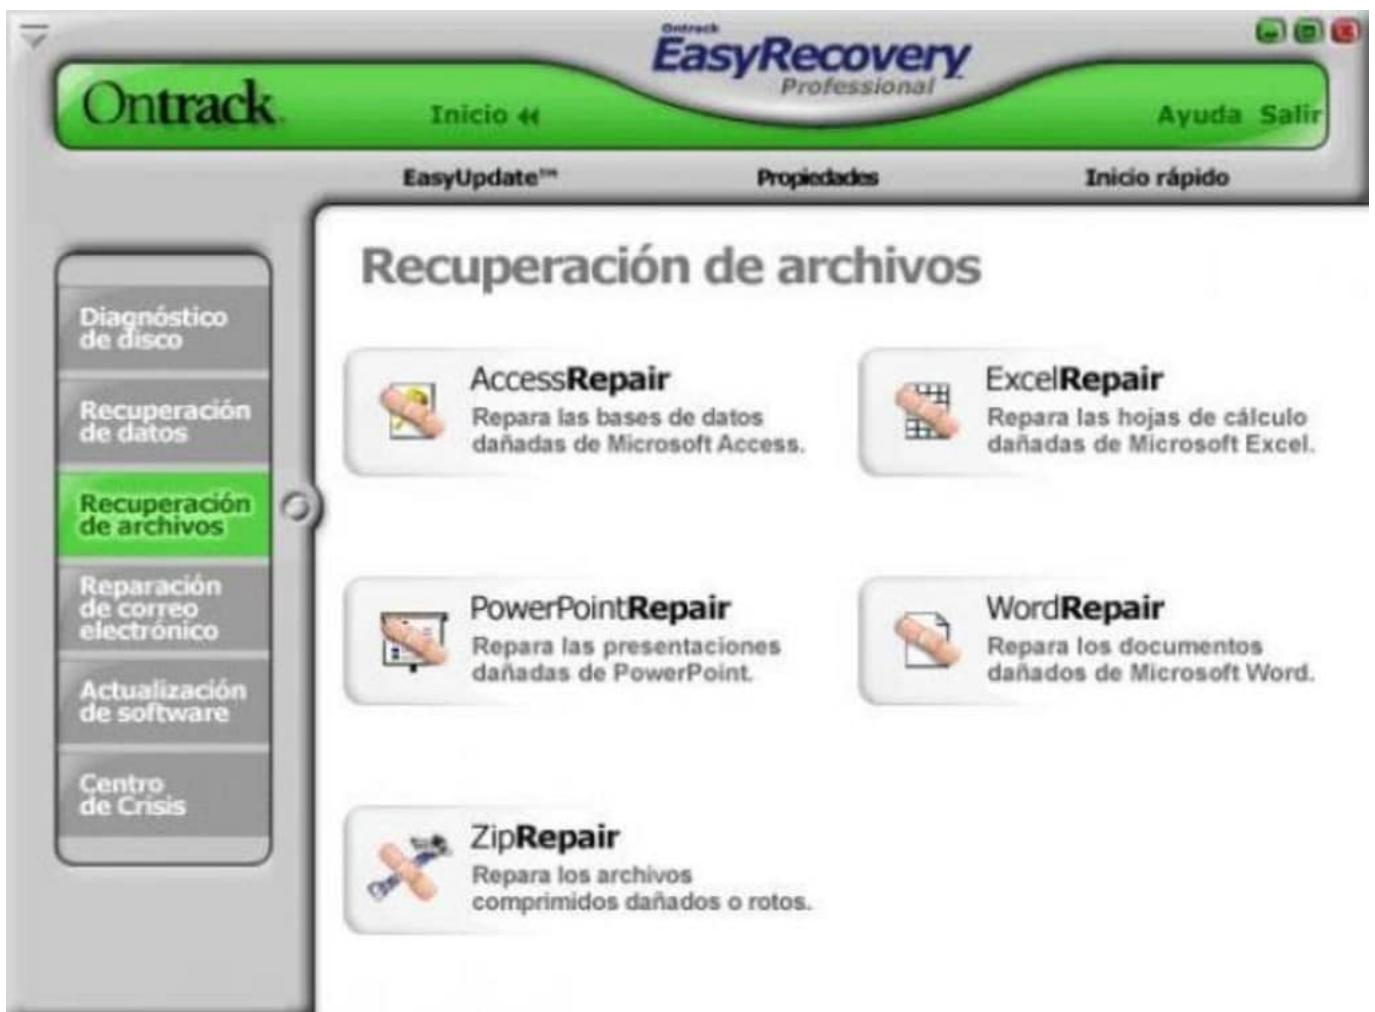 Ontrack
EasyRecovery
Professional
Ontrack
Inicio
Ayuda Salir
EasyUpdate™
Propiedades
Inicio rápido
Recuperación de archivos
Diagnóstico
de disco
Recuperación
de datos
Recuperación
de archivos
Reparación
de correo
electrónico
Actualización
de software
Centro
de Crisis
AccessRepair
Repara las bases de datos
dañadas de Microsoft Access.
ExcelRepair
Repara las hojas de cálculo
dañadas de Microsoft Excel.
PowerPointRepair
Repara las presentaciones
dañadas de PowerPoint.
WordRepair
Repara los documentos
dañados de Microsoft Word.
ZipRepair
Repara los archivos
comprimidos dañados o rotos.